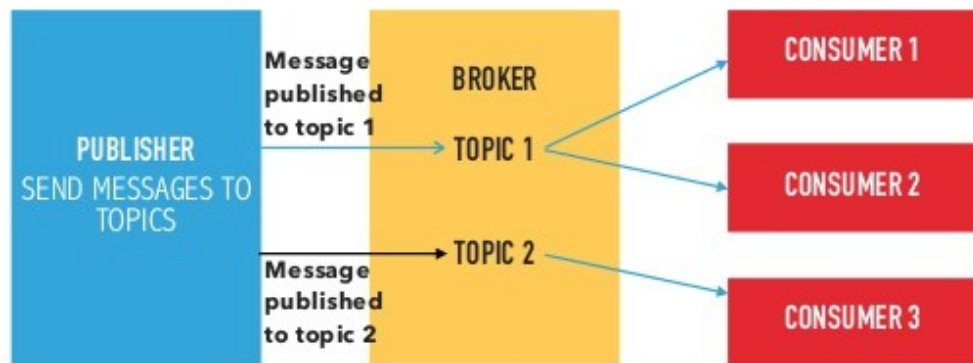 PUBLISHER
SEND MESSAGES TO
TOPICS
Message
published
to topic 1
Message
published
to topic 2
BROKER
TOPIC 1
TOPIC 2
CONSUMER 1
CONSUMER 2
CONSUMER 3